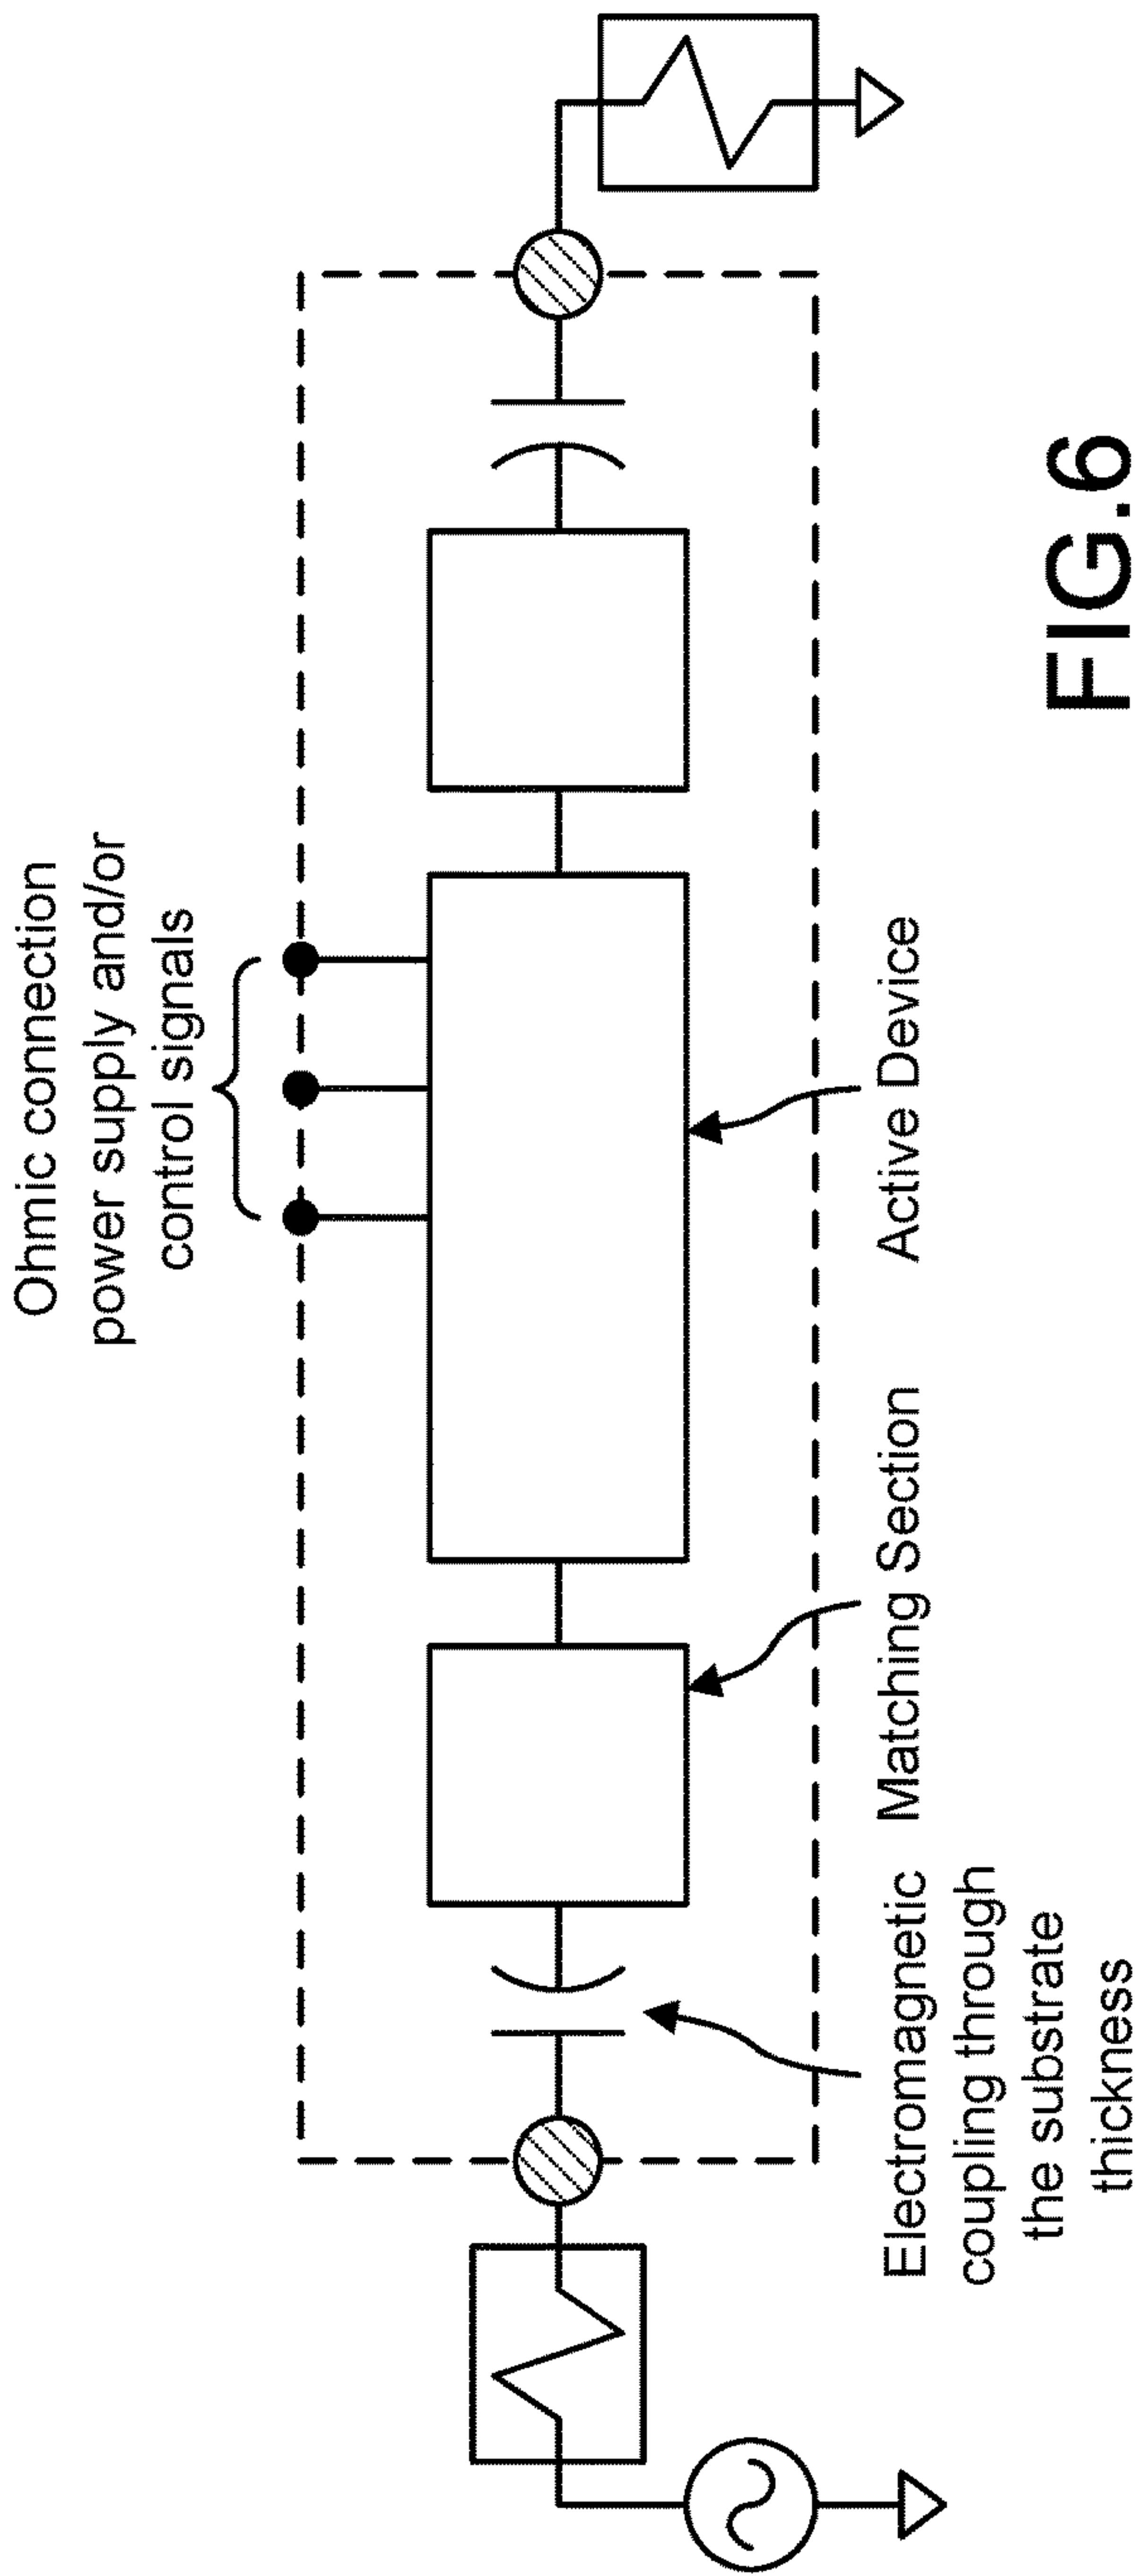 Ohmic connection
power supply and/or
control signals
Electromagnetic
coupling through
the substrate
thickness
Matching Section
Active Device
FIG.6